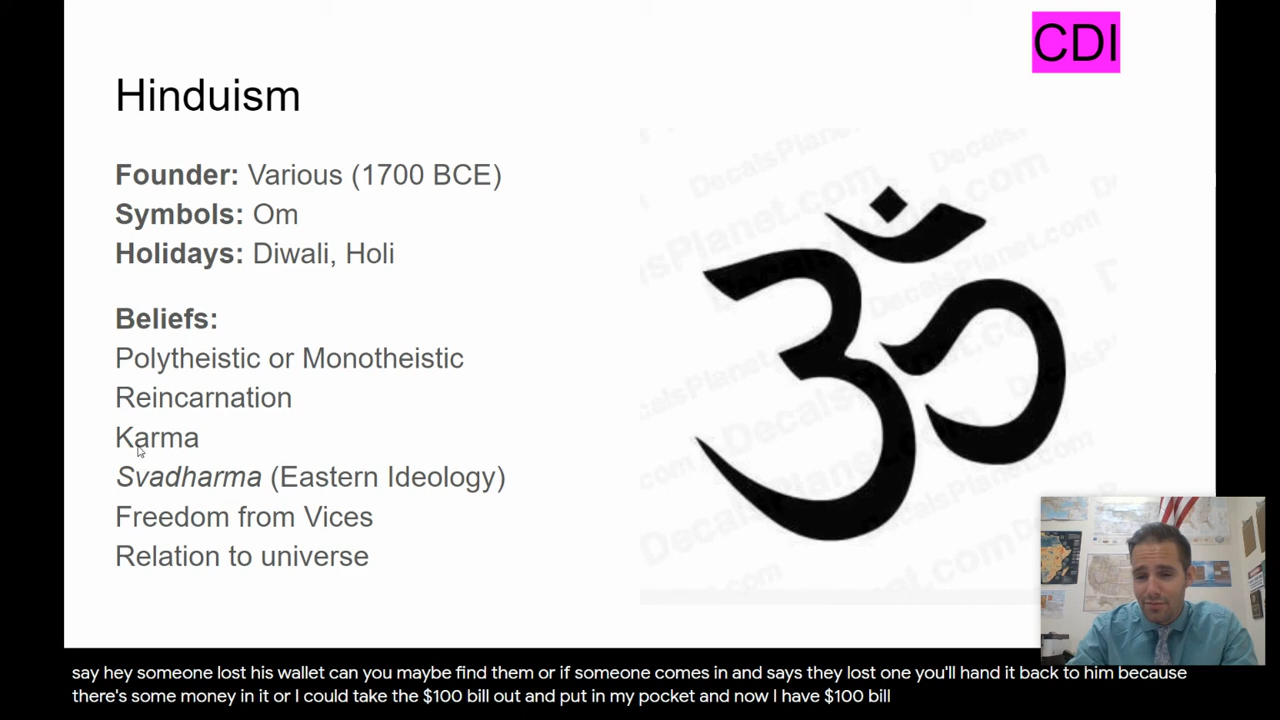 CDI
Hinduism
Founder: Various (1700 BCE)
Symbols: Om
Holidays: Diwali, Holi
Beliefs:
Polytheistic or Monotheistic
Reincarnation
Karma
Svadharma (Eastern Ideology)
Freedom from Vices
Relation to universe
ॐ
DecalsPlanet.com
say hey someone lost his wallet can you maybe find them or if someone comes in and says they lost one you'll hand it back to him because
there's some money in it or I could take the $100 bill out and put in my pocket and now I have $100 bill